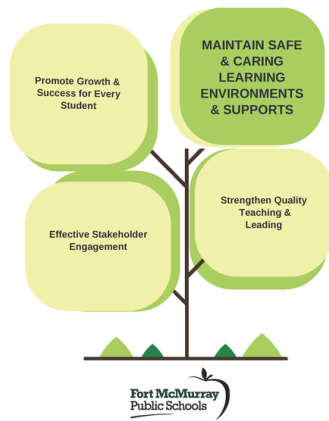 Promote Growth &
Success for Every
Student
MAINTAIN SAFE
& CARING
LEARNING
ENVIRONMENTS
& SUPPORTS
Effective Stakeholder
Engagement
Strengthen Quality
Teaching &
Leading
Fort McMurray
Public Schools